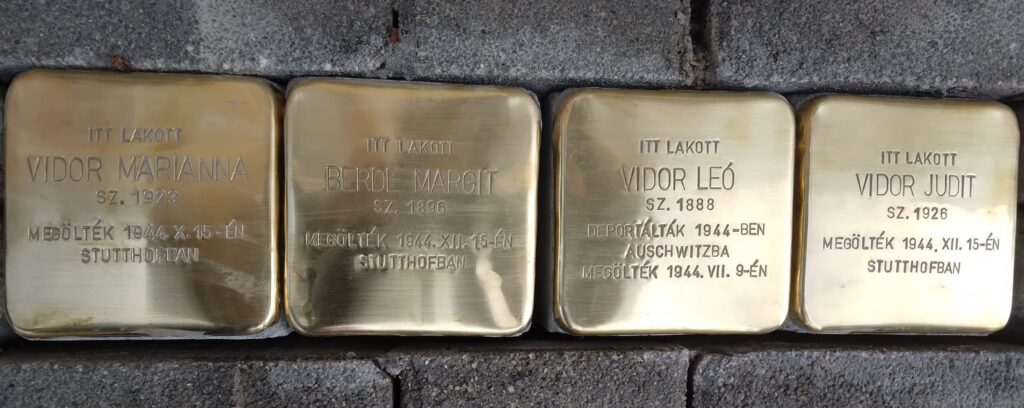 ITT LAKOTT
VIDOR MARIANNA
SZ. 1923
MEGÖLTÉK 1944. X. 15-ÉN
STUTTHOFBAN
ITT LAKOTT
BERDE MARGIT
SZ. 1896
MEGÖLTÉK 1944. XII. 15-ÉN
STUTTHOFBAN
ITT LAKOTT
VIDOR LEÓ
SZ. 1888
DEPORTÁLTÁK 1944-BEN
AUSCHWITZBA
MEGÖLTÉK 1944. VII. 9-ÉN
ITT LAKOTT
VIDOR JUDIT
SZ. 1926
MEGÖLTÉK 1944. XII. 15-ÉN
STUTTHOFBAN